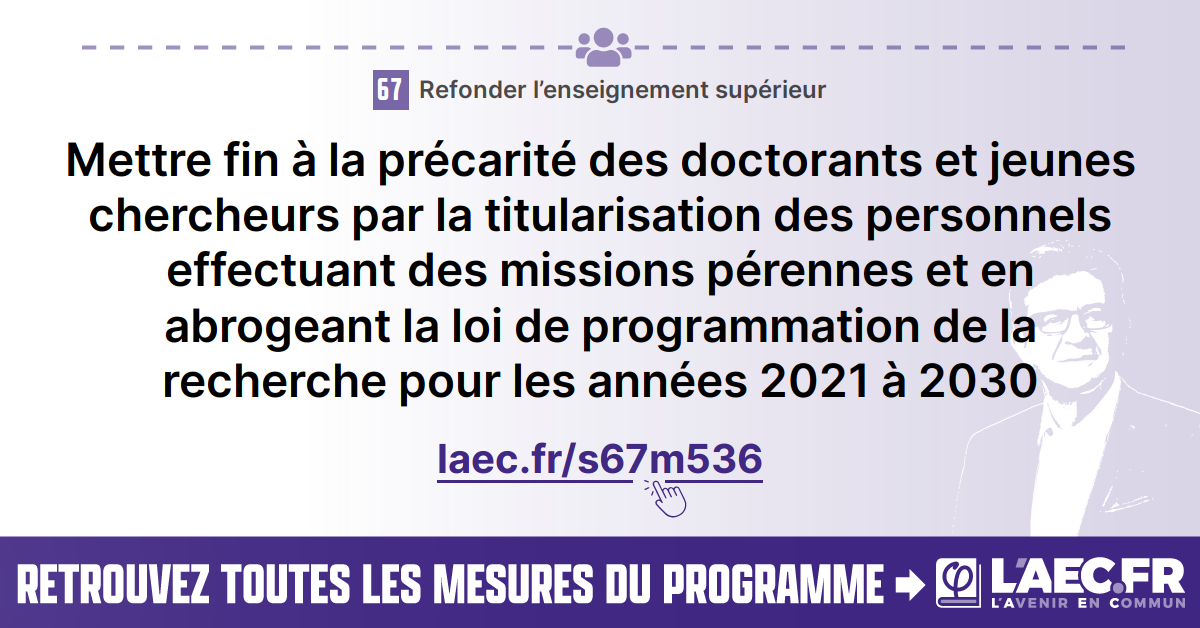 67 Refonder l’enseignement supérieur
Mettre fin à la précarité des doctorants et jeunes
chercheurs par la titularisation des personnels
effectuant des missions pérennes et en
abrogeant la loi de programmation de la
recherche pour les années 2021 à 2030
laec.fr/s67m536
RETROUVEZ TOUTES LES MESURES DU PROGRAMME
L'AEC.FR
L'AVENIR EN COMMUN